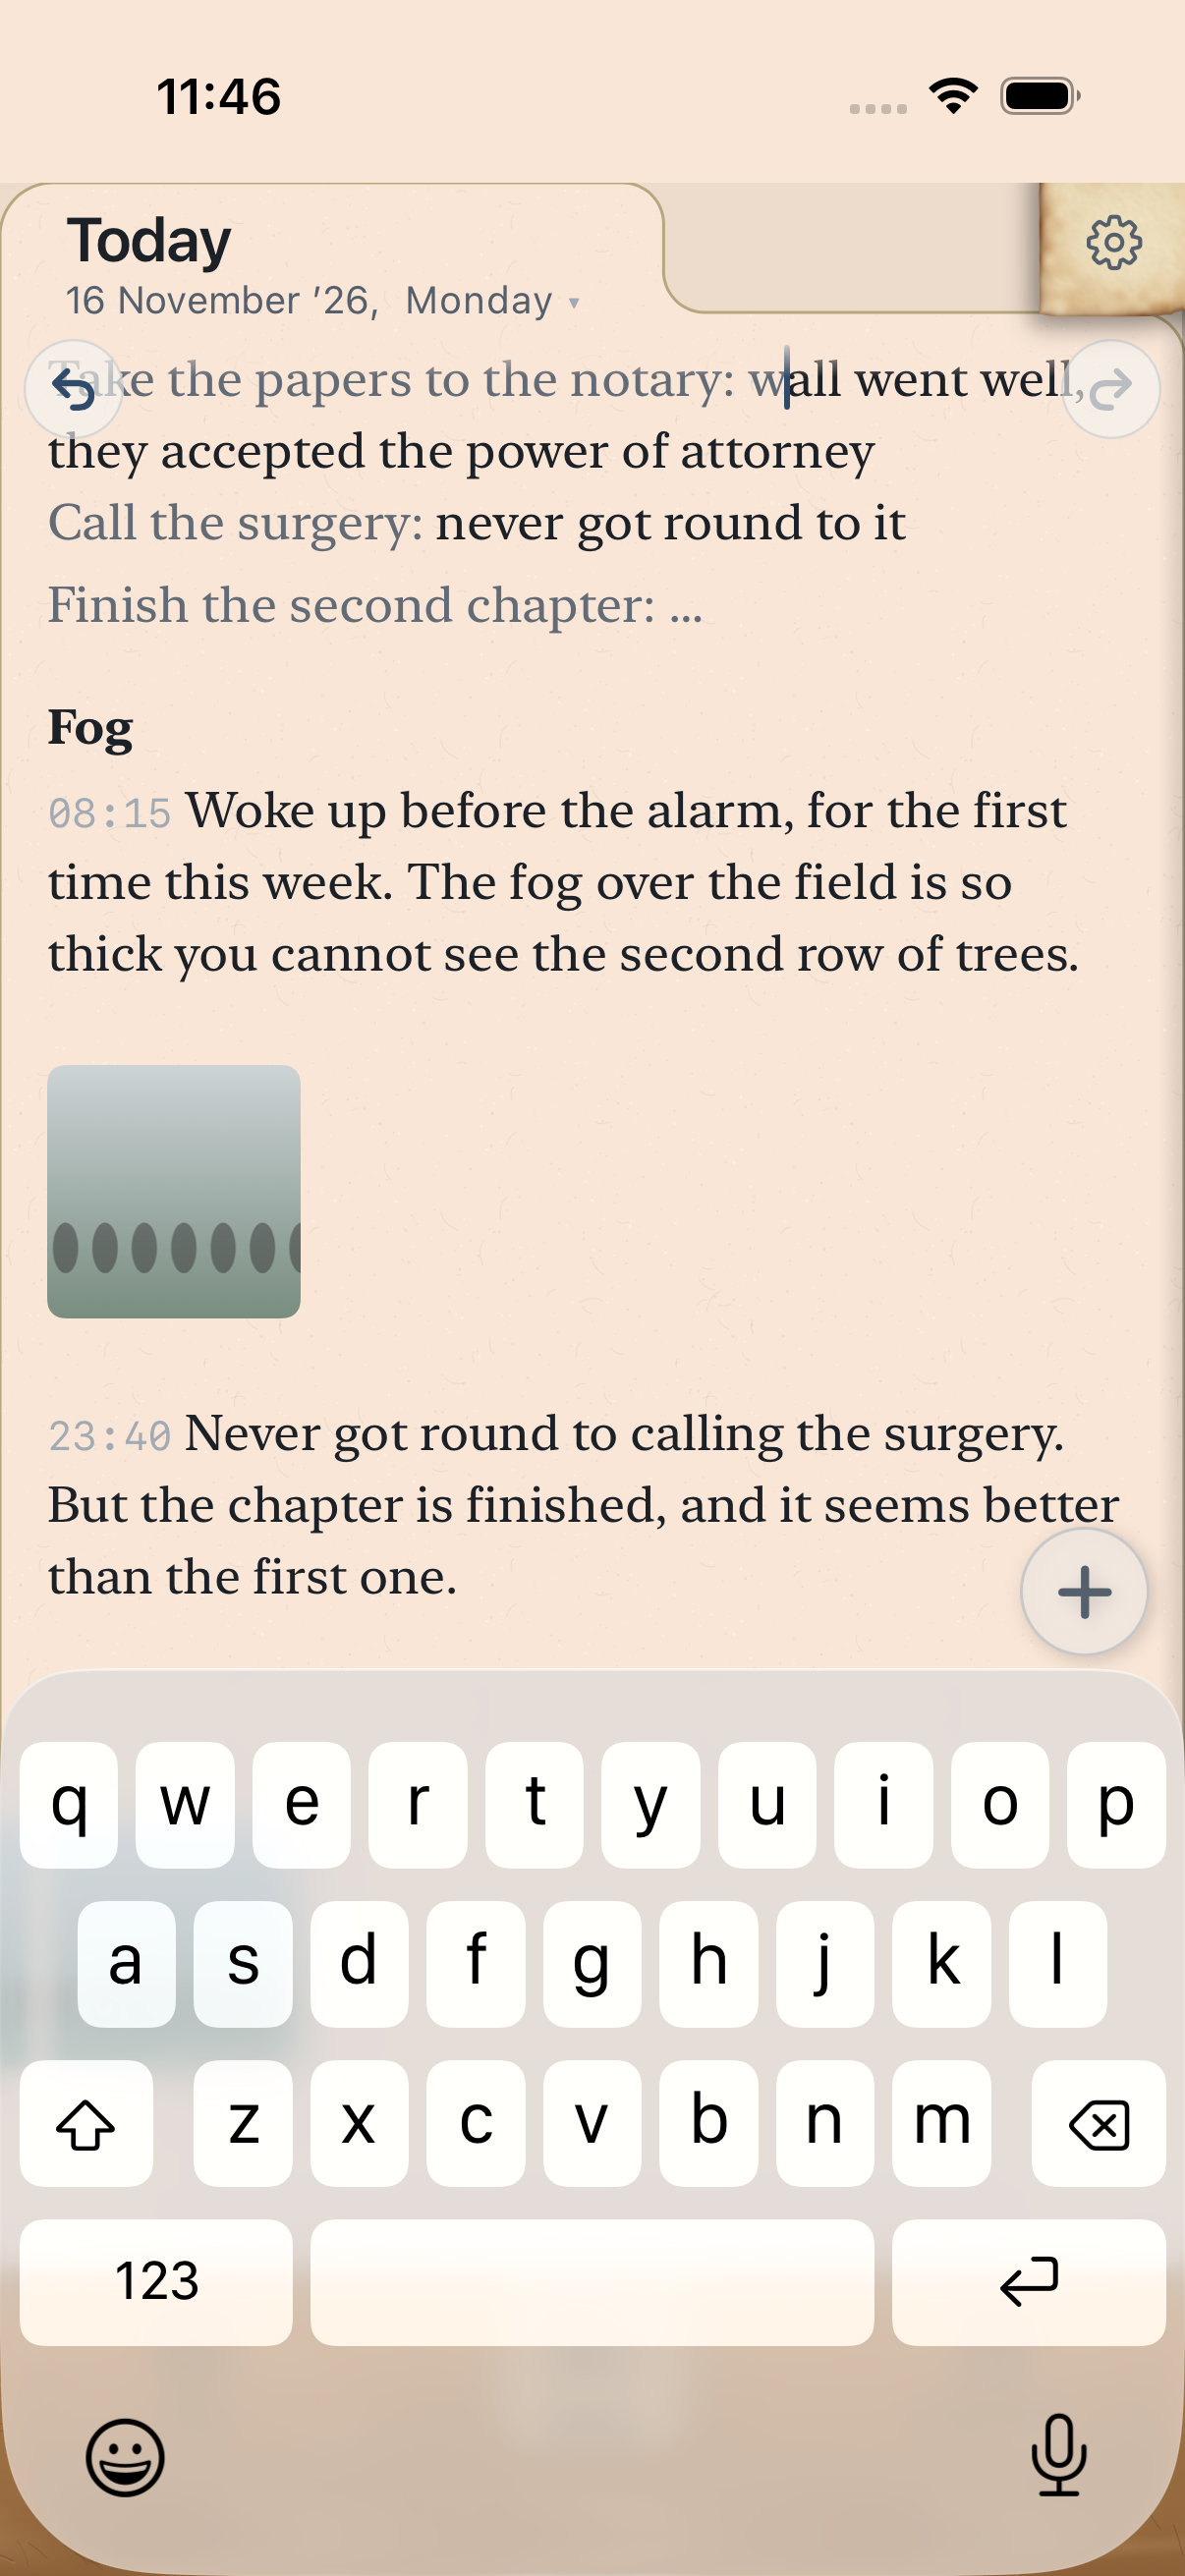 11:46
Today
16 November ’26, Monday
Take the papers to the notary: wall went well,
they accepted the power of attorney
Call the surgery: never got round to it
Finish the second chapter: ...
Fog
08:15 Woke up before the alarm, for the first
time this week. The fog over the field is so
thick you cannot see the second row of trees.
23:40 Never got round to calling the surgery.
But the chapter is finished, and it seems better
than the first one.
q w e r t y u i o p
a s d f g h j k l
z x c v b n m
123